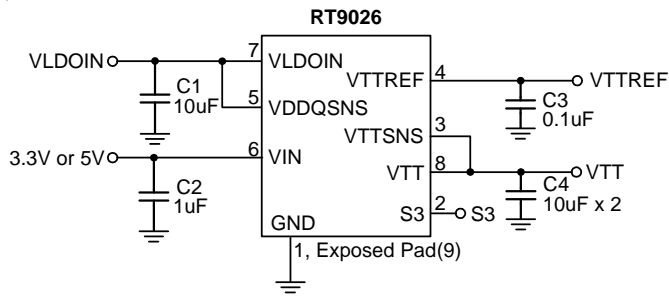 RT9026
VLDOIN
7
VLDOIN
C1
10uF
5
VDDQSNS
3.3V or 5V
6
VIN
C2
1uF
VTTREF
4
VTTREF
C3
0.1uF
VTTSNS
3
VTT
8
VTT
C4
10uF x 2
S3
2
S3
GND
1, Exposed Pad(9)